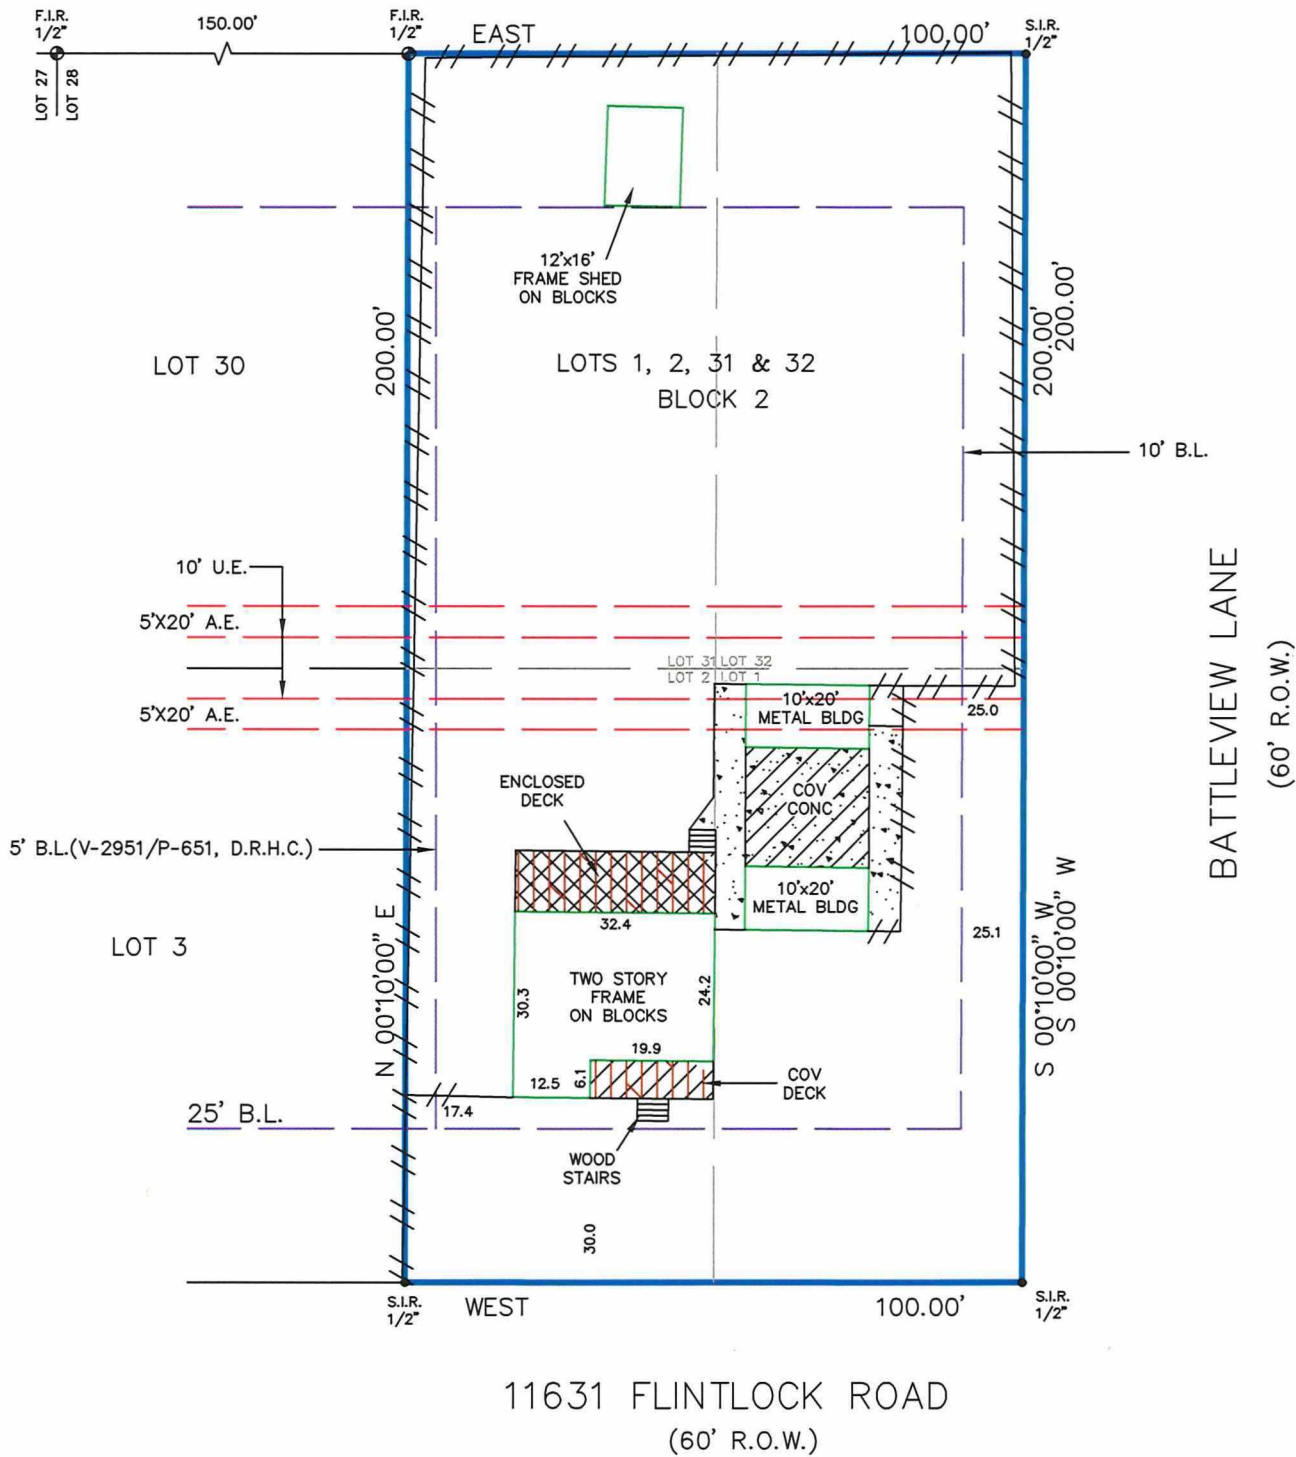 F.I.R.
1/2"
150.00'
F.I.R.
1/2"
EAST
100.00'
S.I.R.
1/2"
LOT 27
LOT 28
12'x16'
FRAME SHED
ON BLOCKS
LOT 30
200.00'
LOTS 1, 2, 31 & 32
BLOCK 2
200.00'
200.00'
10' B.L.
10' U.E.
5'X20' A.E.
LOT 31 LOT 32
LOT 2 LOT 1
5'X20' A.E.
10'x20'
METAL BLDG
25.0
BATTLEVIEW LANE
(60' R.O.W.)
ENCLOSED
DECK
COV
CONC
5' B.L.(V-2951/P-651, D.R.H.C.)
10'x20'
METAL BLDG
32.4
25.1
LOT 3
N 00°10'00" E
30.3
TWO STORY
FRAME
ON BLOCKS
24.2
S 00°10'00" W
S 00°10'00" W
19.9
12.5
6.1
COV
DECK
25' B.L.
17.4
WOOD
STAIRS
30.0
S.I.R.
1/2"
WEST
100.00'
S.I.R.
1/2"
11631 FLINTLOCK ROAD
(60' R.O.W.)